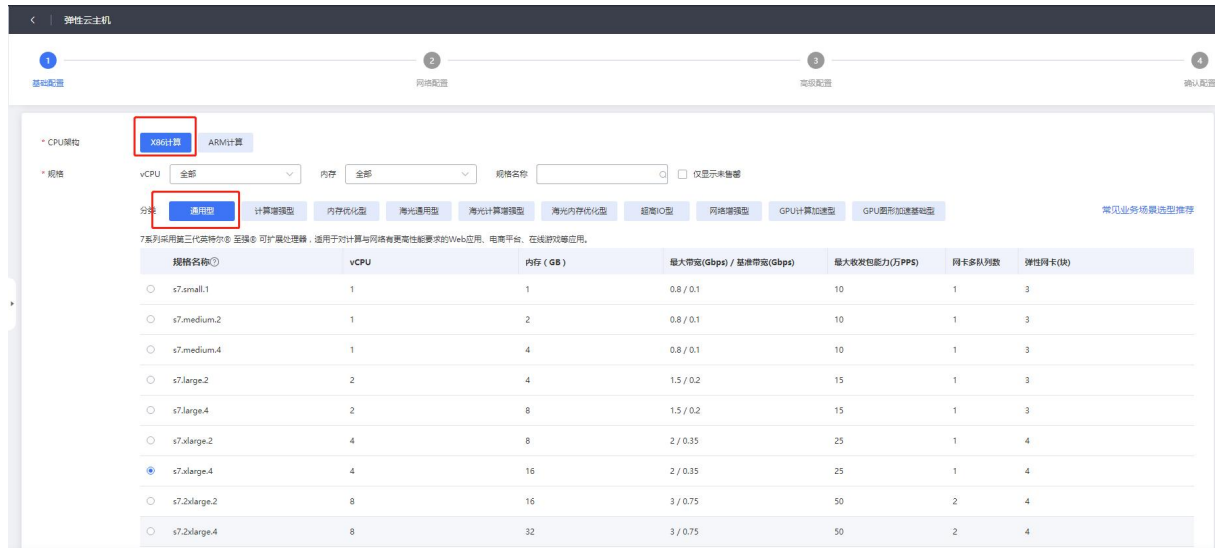 < | 弹性云主机
1 2 3 4
基础配置 网络配置 高级配置 确认配置
* CPU架构 X86计算 ARM计算
* 规格 vCPU 全部 内存 全部 规格名称 仅显示未售罄
分类 通用型 计算增强型 内存优化型 海光通用型 海光计算增强型 海光内存优化型 超高IO型 网络增强型 GPU计算加速型 GPU图形加速基础型 常见业务场景选型推荐
7系列采用第三代英特尔® 至强® 可扩展处理器，适用于对计算与网络有更高性能要求的Web应用、电商平台、在线游戏等应用。
规格名称? vCPU 内存（GB） 最大带宽(Gbps) / 基准带宽(Gbps) 最大收发包能力(万PPS) 网卡多队列数 弹性网卡(块)
s7.small.1 1 1 0.8 / 0.1 10 1 3
s7.medium.2 1 2 0.8 / 0.1 10 1 3
s7.medium.4 1 4 0.8 / 0.1 10 1 3
s7.large.2 2 4 1.5 / 0.2 15 1 3
s7.large.4 2 8 1.5 / 0.2 15 1 3
s7.xlarge.2 4 8 2 / 0.35 25 1 4
s7.xlarge.4 4 16 2 / 0.35 25 1 4
s7.2xlarge.2 8 16 3 / 0.75 50 2 4
s7.2xlarge.4 8 32 3 / 0.75 50 2 4